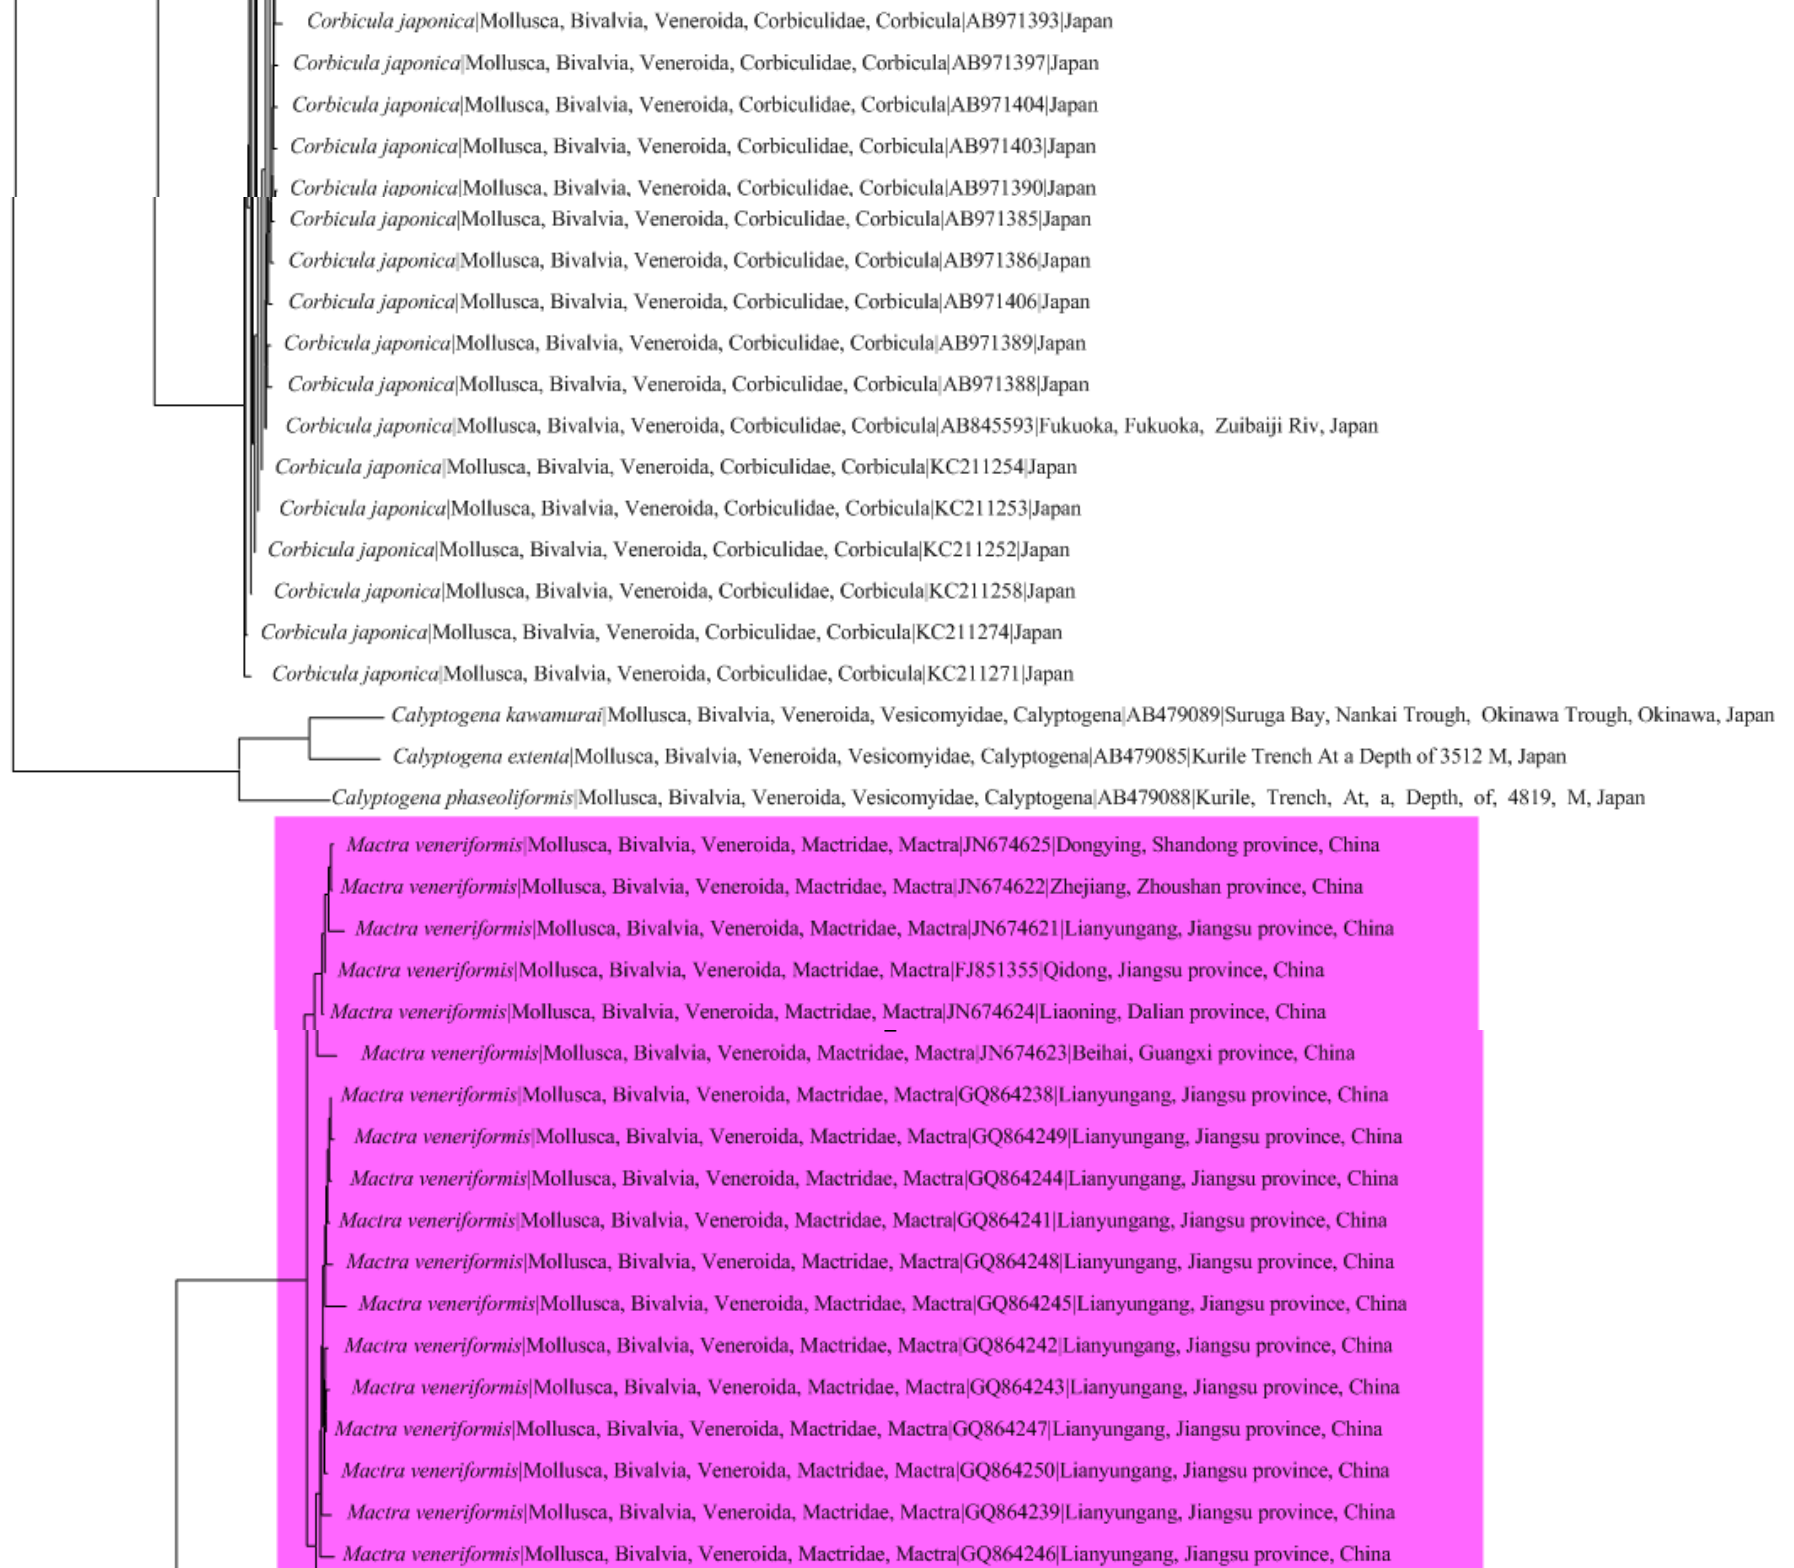 Corbicula japonica|Mollusca, Bivalvia, Veneroida, Corbiculidae, Corbicula|AB971393|Japan
Corbicula japonica|Mollusca, Bivalvia, Veneroida, Corbiculidae, Corbicula|AB971397|Japan
Corbicula japonica|Mollusca, Bivalvia, Veneroida, Corbiculidae, Corbicula|AB971404|Japan
Corbicula japonica|Mollusca, Bivalvia, Veneroida, Corbiculidae, Corbicula|AB971403|Japan
Corbicula japonica|Mollusca, Bivalvia, Veneroida, Corbiculidae, Corbicula|AB971390|Japan
Corbicula japonica|Mollusca, Bivalvia, Veneroida, Corbiculidae, Corbicula|AB971385|Japan
Corbicula japonica|Mollusca, Bivalvia, Veneroida, Corbiculidae, Corbicula|AB971386|Japan
Corbicula japonica|Mollusca, Bivalvia, Veneroida, Corbiculidae, Corbicula|AB971406|Japan
Corbicula japonica|Mollusca, Bivalvia, Veneroida, Corbiculidae, Corbicula|AB971389|Japan
Corbicula japonica|Mollusca, Bivalvia, Veneroida, Corbiculidae, Corbicula|AB971388|Japan
Corbicula japonica|Mollusca, Bivalvia, Veneroida, Corbiculidae, Corbicula|AB845593|Fukuoka, Fukuoka, Zuibaiji Riv, Japan
Corbicula japonica|Mollusca, Bivalvia, Veneroida, Corbiculidae, Corbicula|KC211254|Japan
Corbicula japonica|Mollusca, Bivalvia, Veneroida, Corbiculidae, Corbicula|KC211253|Japan
Corbicula japonica|Mollusca, Bivalvia, Veneroida, Corbiculidae, Corbicula|KC211252|Japan
Corbicula japonica|Mollusca, Bivalvia, Veneroida, Corbiculidae, Corbicula|KC211258|Japan
Corbicula japonica|Mollusca, Bivalvia, Veneroida, Corbiculidae, Corbicula|KC211274|Japan
Corbicula japonica|Mollusca, Bivalvia, Veneroida, Corbiculidae, Corbicula|KC211271|Japan
Calyptogena kawamurai|Mollusca, Bivalvia, Veneroida, Vesicomyidae, Calyptogena|AB479089|Suruga Bay, Nankai Trough, Okinawa Trough, Okinawa, Japan
Calyptogena extenta|Mollusca, Bivalvia, Veneroida, Vesicomyidae, Calyptogena|AB479085|Kurile Trench At a Depth of 3512 M, Japan
Calyptogena phaseoliformis|Mollusca, Bivalvia, Veneroida, Vesicomyidae, Calyptogena|AB479088|Kurile, Trench, At, a, Depth, of, 4819, M, Japan
Mactra veneriformis|Mollusca, Bivalvia, Veneroida, Mactridae, Mactra|JN674625|Dongying, Shandong province, China
Mactra veneriformis|Mollusca, Bivalvia, Veneroida, Mactridae, Mactra|JN674622|Zhejiang, Zhoushan province, China
Mactra veneriformis|Mollusca, Bivalvia, Veneroida, Mactridae, Mactra|JN674621|Lianyungang, Jiangsu province, China
Mactra veneriformis|Mollusca, Bivalvia, Veneroida, Mactridae, Mactra|FJ851355|Qidong, Jiangsu province, China
Mactra veneriformis|Mollusca, Bivalvia, Veneroida, Mactridae, Mactra|JN674624|Liaoning, Dalian province, China
Mactra veneriformis|Mollusca, Bivalvia, Veneroida, Mactridae, Mactra|JN674623|Beihai, Guangxi province, China
Mactra veneriformis|Mollusca, Bivalvia, Veneroida, Mactridae, Mactra|GQ864238|Lianyungang, Jiangsu province, China
Mactra veneriformis|Mollusca, Bivalvia, Veneroida, Mactridae, Mactra|GQ864249|Lianyungang, Jiangsu province, China
Mactra veneriformis|Mollusca, Bivalvia, Veneroida, Mactridae, Mactra|GQ864244|Lianyungang, Jiangsu province, China
Mactra veneriformis|Mollusca, Bivalvia, Veneroida, Mactridae, Mactra|GQ864241|Lianyungang, Jiangsu province, China
Mactra veneriformis|Mollusca, Bivalvia, Veneroida, Mactridae, Mactra|GQ864248|Lianyungang, Jiangsu province, China
Mactra veneriformis|Mollusca, Bivalvia, Veneroida, Mactridae, Mactra|GQ864245|Lianyungang, Jiangsu province, China
Mactra veneriformis|Mollusca, Bivalvia, Veneroida, Mactridae, Mactra|GQ864242|Lianyungang, Jiangsu province, China
Mactra veneriformis|Mollusca, Bivalvia, Veneroida, Mactridae, Mactra|GQ864243|Lianyungang, Jiangsu province, China
Mactra veneriformis|Mollusca, Bivalvia, Veneroida, Mactridae, Mactra|GQ864247|Lianyungang, Jiangsu province, China
Mactra veneriformis|Mollusca, Bivalvia, Veneroida, Mactridae, Mactra|GQ864250|Lianyungang, Jiangsu province, China
Mactra veneriformis|Mollusca, Bivalvia, Veneroida, Mactridae, Mactra|GQ864239|Lianyungang, Jiangsu province, China
Mactra veneriformis|Mollusca, Bivalvia, Veneroida, Mactridae, Mactra|GQ864246|Lianyungang, Jiangsu province, China